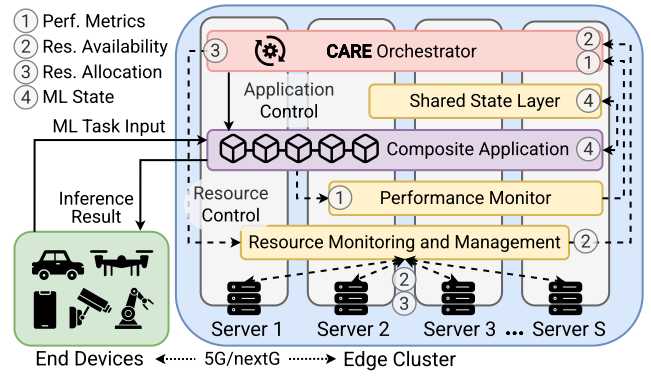 1 Perf. Metrics
2 Res. Availability
3 Res. Allocation
4 ML State
3 CARE Orchestrator 2
1
Application
Control
Shared State Layer 4
ML Task Input
Composite Application 4
Inference
Result
Resource
Control
1 Performance Monitor
Resource Monitoring and Management 2
2
3
Server 1 Server 2 Server 3 ... Server S
End Devices 5G/nextG Edge Cluster